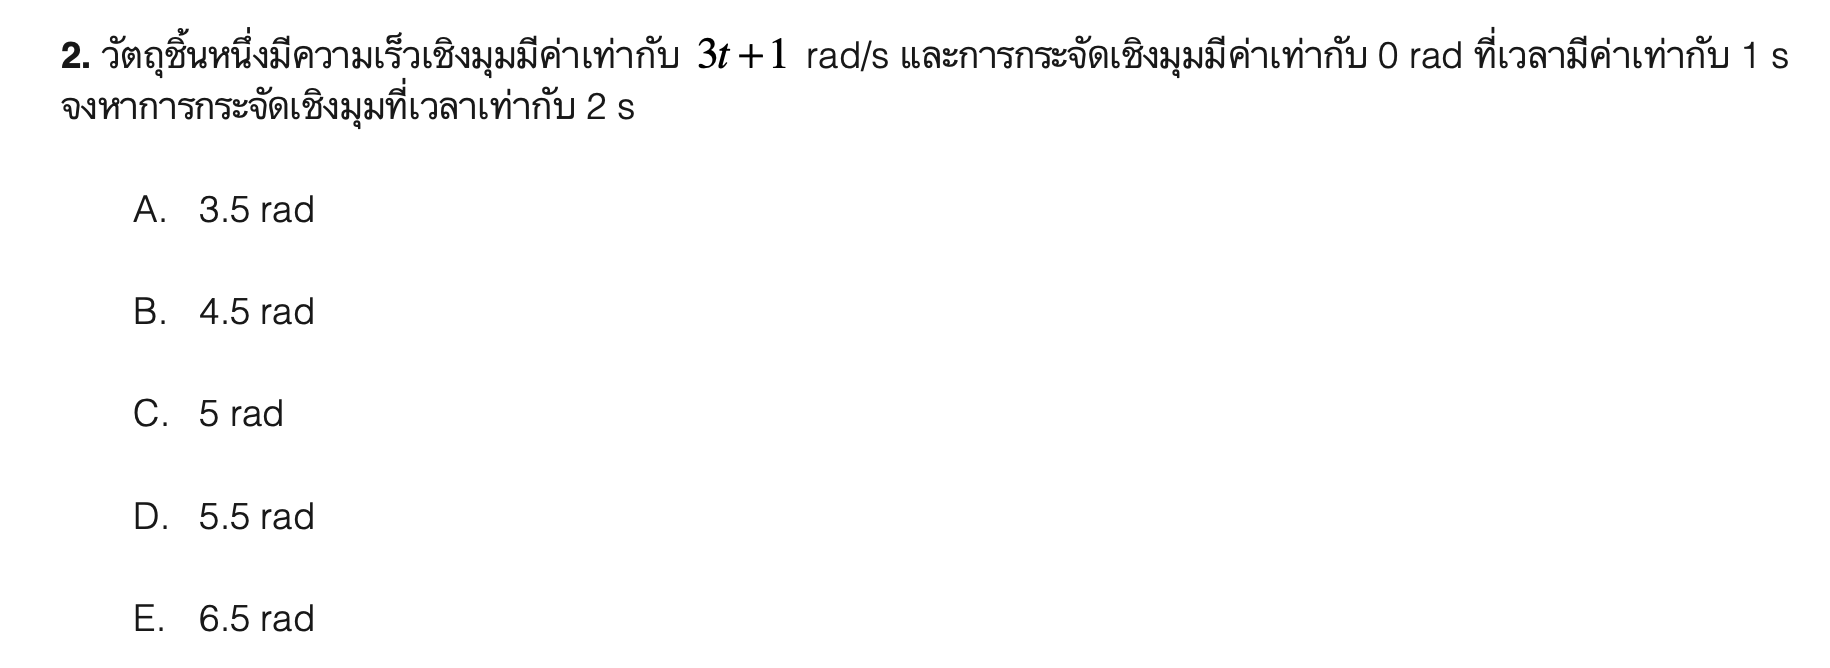 2. วัตถุชิ้นหนึ่งมีความเร็วเชิงมุมมีค่าเท่ากับ 3t+1 rad/s และการกระจัดเชิงมุมมีค่าเท่ากับ 0 rad ที่เวลามีค่าเท่ากับ 1 s
จงหาการกระจัดเชิงมุมที่เวลาเท่ากับ 2 s
A. 3.5 rad
B. 4.5 rad
C. 5 rad
D. 5.5 rad
E. 6.5 rad